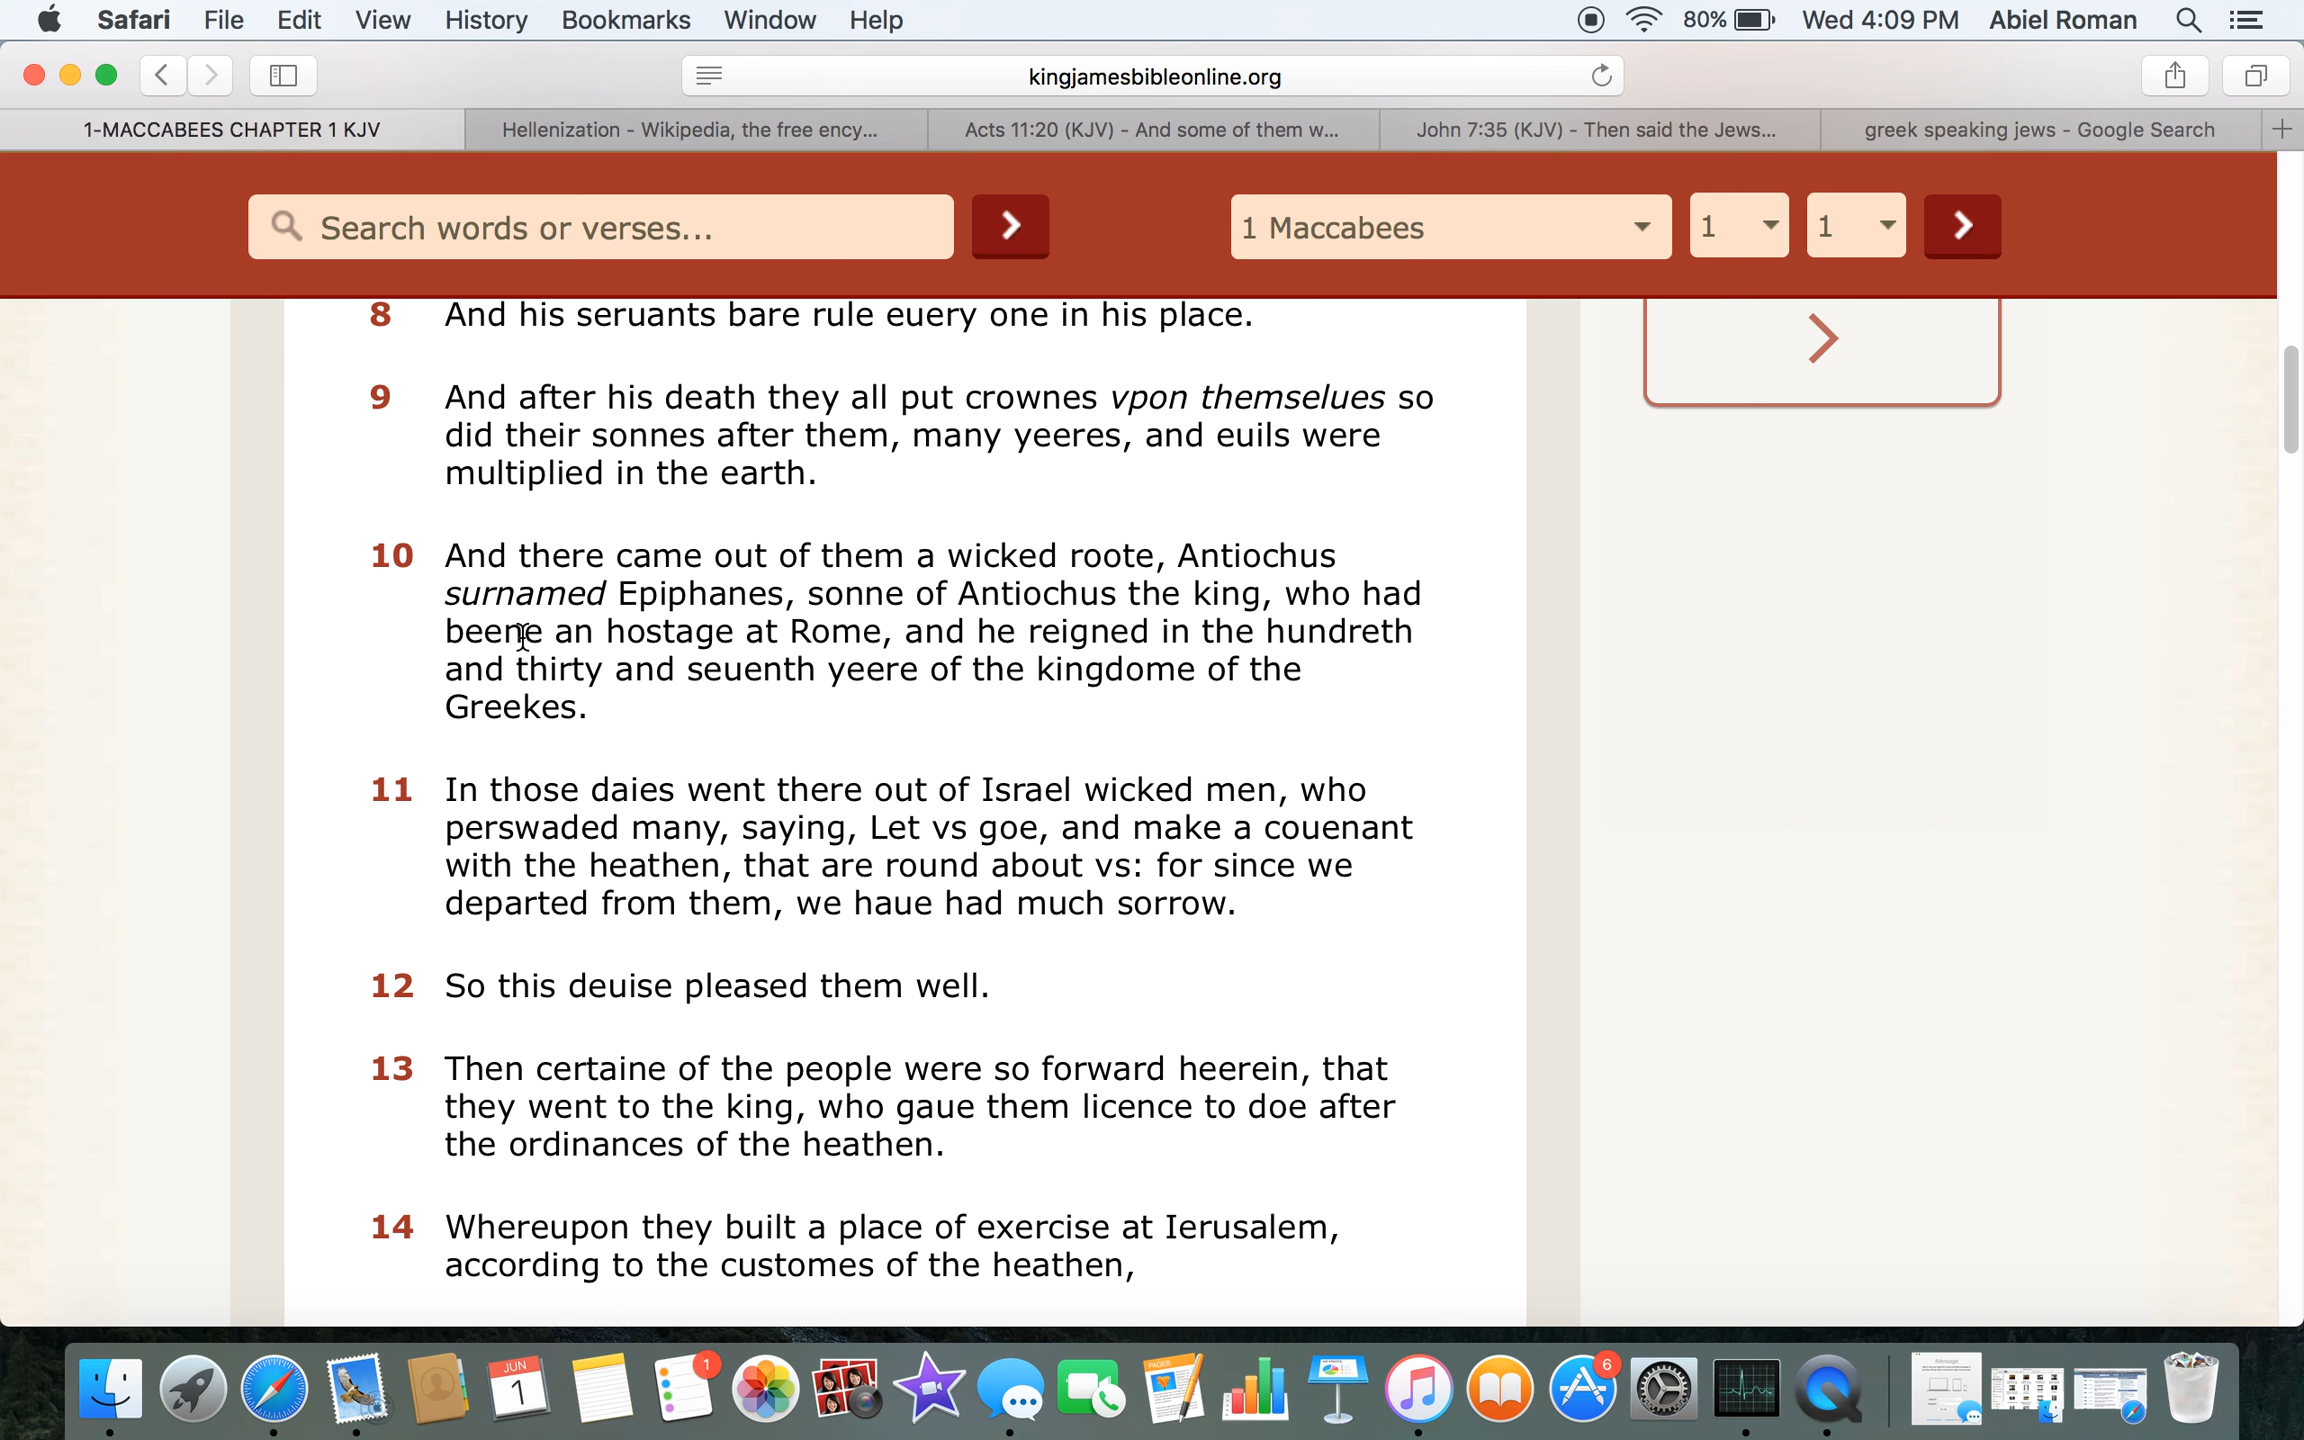 Safari File Edit View History Bookmarks Window Help 80% Wed 4:09 PM Abiel Roman
kingjamesbibleonline.org
1-MACCABEES CHAPTER 1 KJV Hellenization - Wikipedia, the free ency... Acts 11:20 (KJV) - And some of them w... John 7:35 (KJV) - Then said the Jews... greek speaking jews - Google Search
Search words or verses... 1 Maccabees 1 1
8 And his seruants bare rule euery one in his place.
9 And after his death they all put crownes vpon themselues so
did their sonnes after them, many yeeres, and euils were
multiplied in the earth.
10 And there came out of them a wicked roote, Antiochus
surnamed Epiphanes, sonne of Antiochus the king, who had
beene an hostage at Rome, and he reigned in the hundreth
and thirty and seuenth yeere of the kingdome of the
Greekes.
11 In those daies went there out of Israel wicked men, who
perswaded many, saying, Let vs goe, and make a couenant
with the heathen, that are round about vs: for since we
departed from them, we haue had much sorrow.
12 So this deuise pleased them well.
13 Then certaine of the people were so forward heerein, that
they went to the king, who gaue them licence to doe after
the ordinances of the heathen.
14 Whereupon they built a place of exercise at Ierusalem,
according to the customes of the heathen,
JUN
1
1
PAGES
6